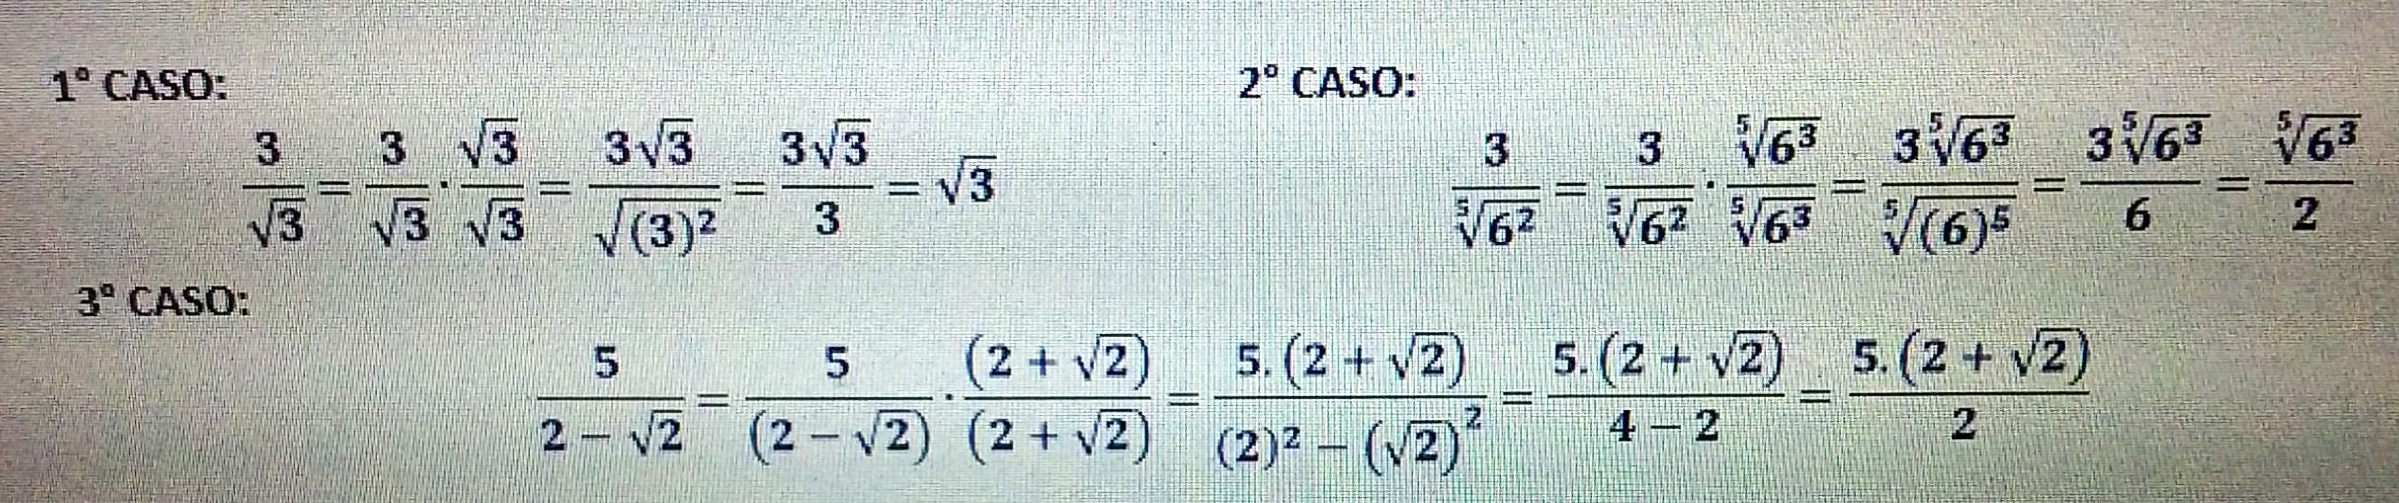 1° CASO:
3/√3 = 3/√3 · √3/√3 = 3√3/√(3)² = 3√3/3 = √3
2° CASO:
3/⁵√6² = 3/⁵√6² · ⁵√6³/⁵√6³ = 3⁵√6³/⁵√(6)⁵ = 3⁵√6³/6 = ⁵√6³/2
3° CASO:
5/2 − √2 = 5/(2 − √2) · (2 + √2)/(2 + √2) = 5.(2 + √2)/(2)² − (√2)² = 5.(2 + √2)/4 − 2 = 5.(2 + √2)/2